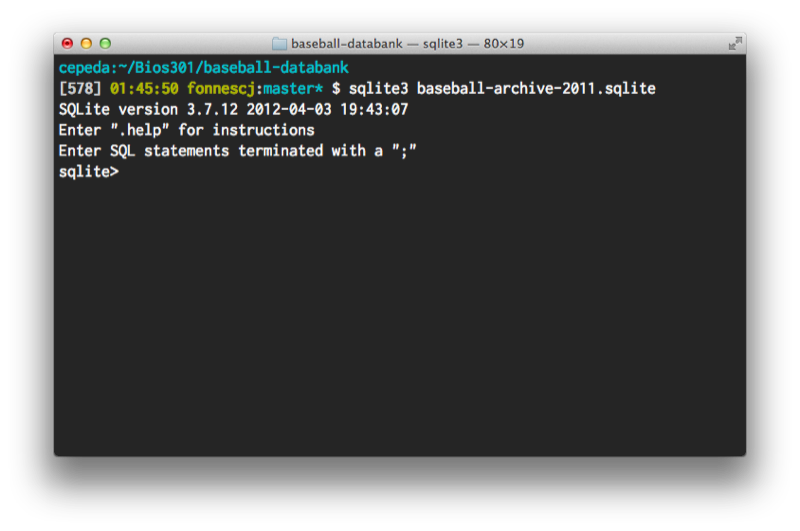 baseball-databank — sqlite3 — 80×19
cepeda:~/Bios301/baseball-databank
[578] 01:45:50 fonnescj:master* $ sqlite3 baseball-archive-2011.sqlite
SQLite version 3.7.12 2012-04-03 19:43:07
Enter ".help" for instructions
Enter SQL statements terminated with a ";"
sqlite>